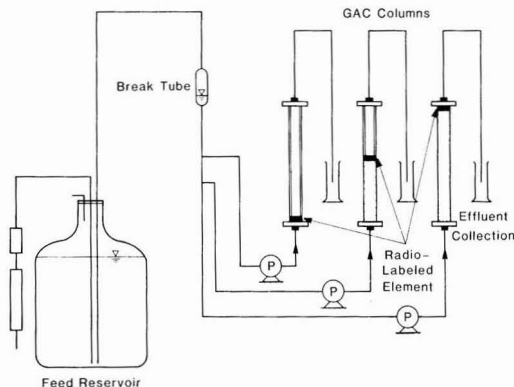 GAC Columns
Break Tube
Effluent
Collection
Radio-
Labeled
Element
P
P
P
Feed Reservoir